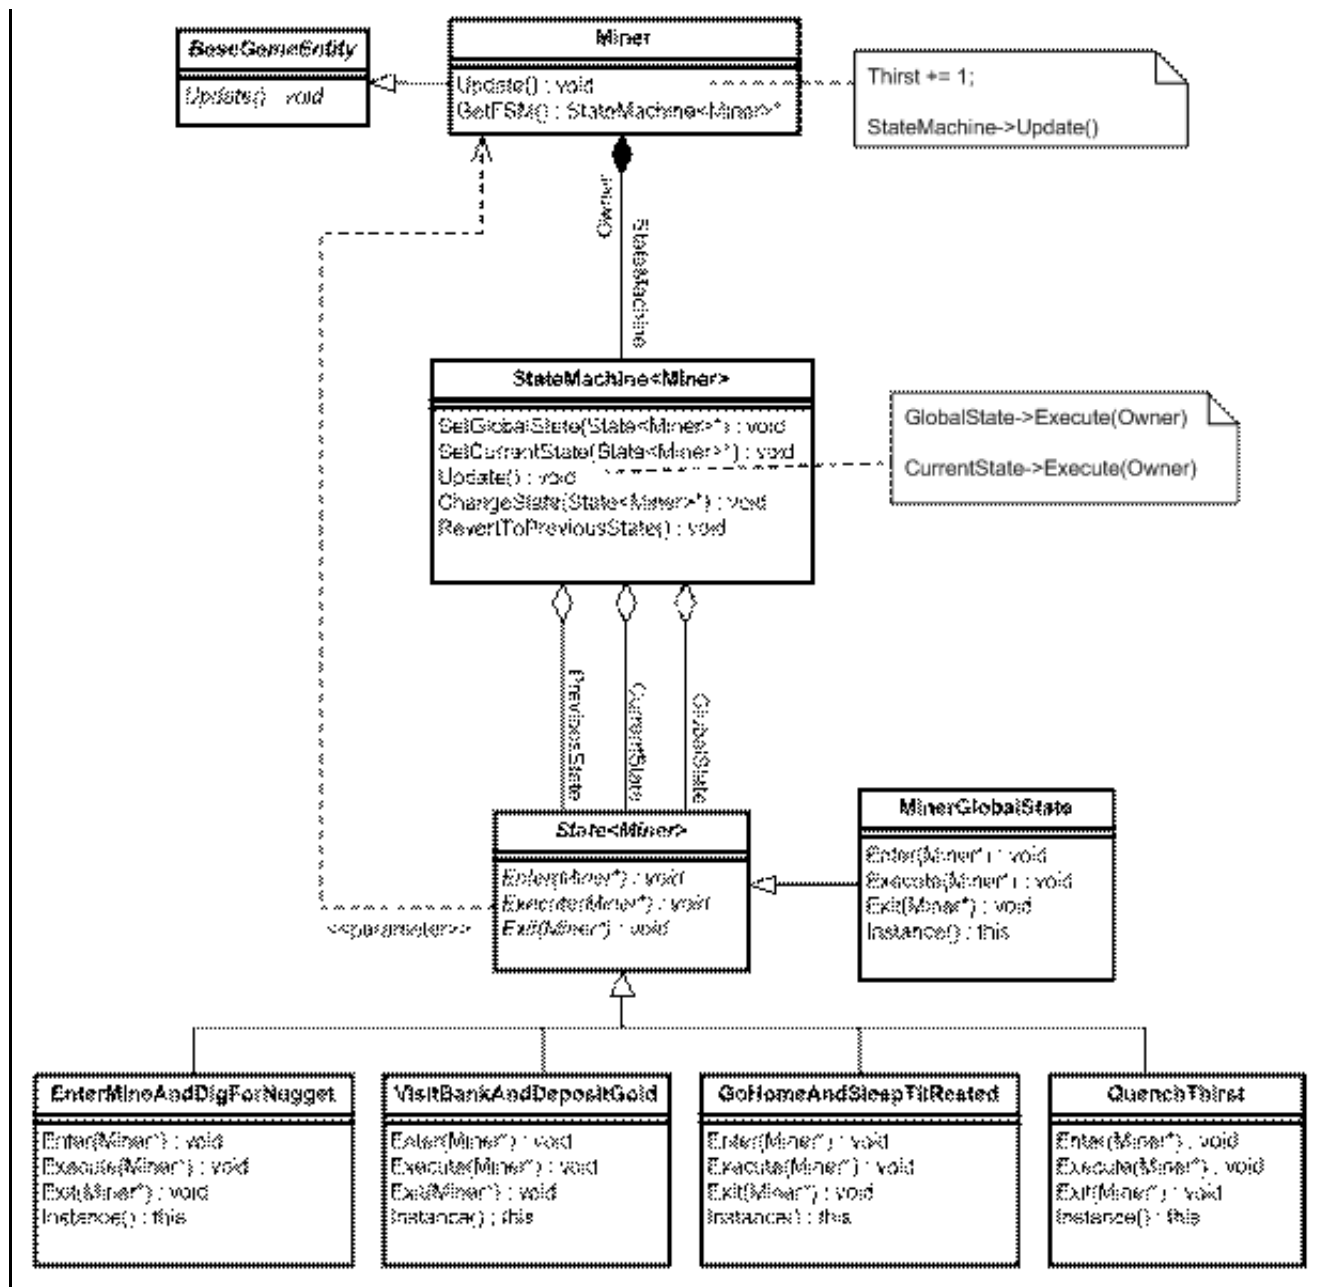 BaseGameEntity
Update() : void
Miner
Update() : void
GetFSM() : StateMachine<Miner>*
Thirst += 1;
StateMachine->Update()
Owner
StateMachine
StateMachine<Miner>
SetGlobalState(State<Miner>*) : void
SetCurrentState(State<Miner>*) : void
Update() : void
ChangeState(State<Miner>*) : void
RevertToPreviousState() : void
GlobalState->Execute(Owner)
CurrentState->Execute(Owner)
PreviousState
CurrentState
GlobalState
State<Miner>
Enter(Miner*) : void
Execute(Miner*) : void
Exit(Miner*) : void
<<parameter>>
MinerGlobalState
Enter(Miner*) : void
Execute(Miner*) : void
Exit(Miner*) : void
Instance() : this
EnterMineAndDigForNugget
Enter(Miner*) : void
Execute(Miner*) : void
Exit(Miner*) : void
Instance() : this
VisitBankAndDepositGold
Enter(Miner*) : void
Execute(Miner*) : void
Exit(Miner*) : void
Instance() : this
GoHomeAndSleepTilRested
Enter(Miner*) : void
Execute(Miner*) : void
Exit(Miner*) : void
Instance() : this
QuenchThirst
Enter(Miner*) : void
Execute(Miner*) : void
Exit(Miner*) : void
Instance() : this